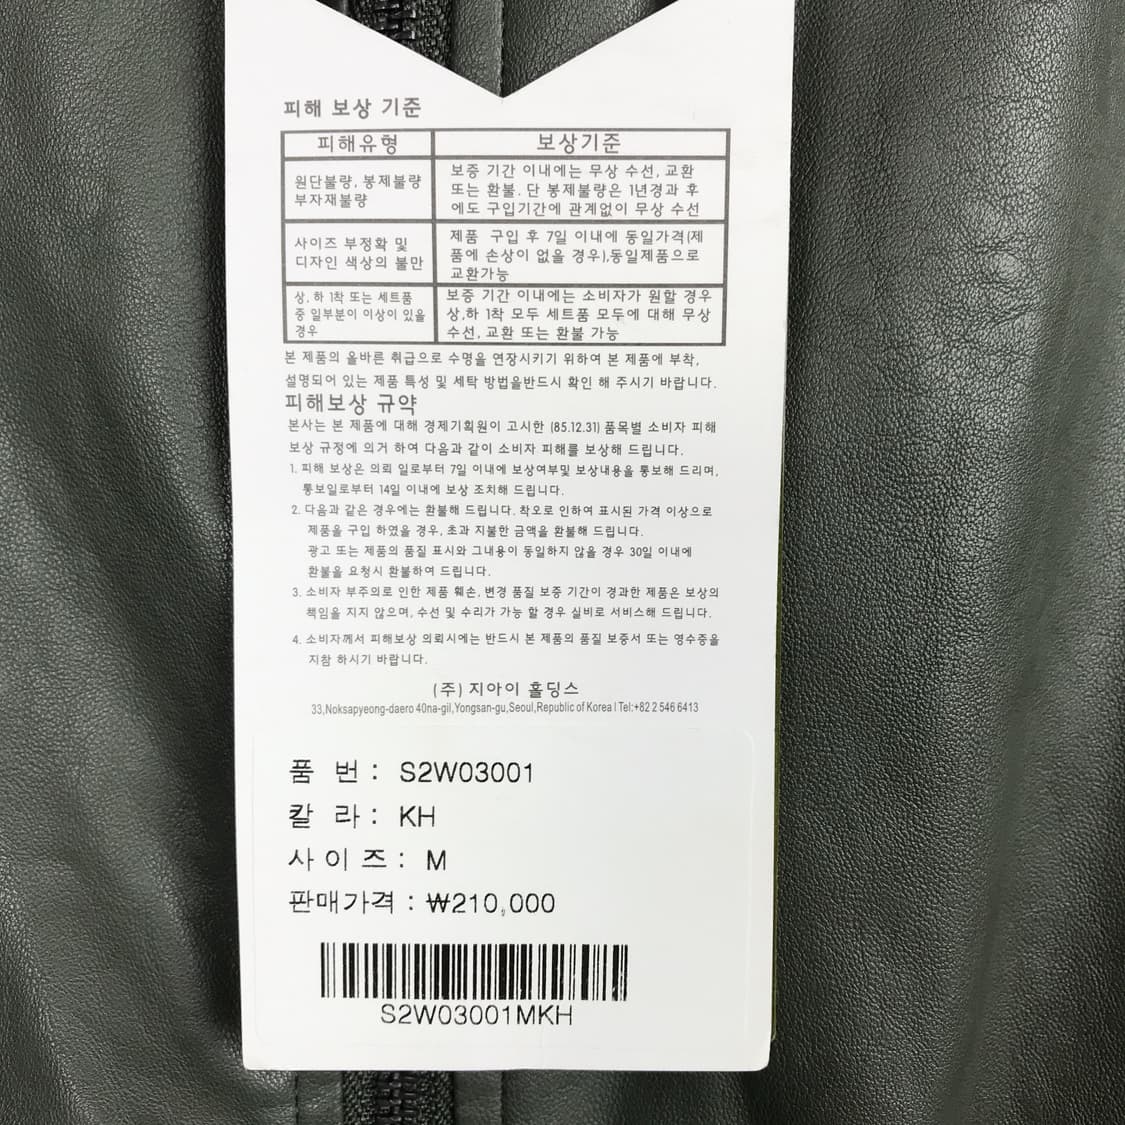 피해 보상 기준
피해유형
보상기준
원단불량, 봉제불량
부자재불량
보증 기간 이내에는 무상 수선, 교환
또는 환불. 단 봉제불량은 1년경과 후
에도 구입기간에 관계없이 무상 수선
사이즈 부정확 및
디자인 색상의 불만
제품 구입 후 7일 이내에 동일가격(제
품에 손상이 없을 경우),동일제품으로
교환가능
상, 하 1착 또는 세트품
중 일부분이 이상이 있을
경우
보증 기간 이내에는 소비자가 원할 경우
상,하 1착 모두 세트품 모두에 대해 무상
수선, 교환 또는 환불 가능
본 제품의 올바른 취급으로 수명을 연장시키기 위하여 본 제품에 부착,
설명되어 있는 제품 특성 및 세탁 방법을반드시 확인 해 주시기 바랍니다.
피해보상 규약
본사는 본 제품에 대해 경제기획원이 고시한 (85.12.31) 품목별 소비자 피해
보상 규정에 의거 하여 다음과 같이 소비자 피해를 보상해 드립니다.
1. 피해 보상은 의뢰 일로부터 7일 이내에 보상여부및 보상내용을 통보해 드리며,
통보일로부터 14일 이내에 보상 조치해 드립니다.
2. 다음과 같은 경우에는 환불해 드립니다. 착오로 인하여 표시된 가격 이상으로
제품을 구입 하였을 경우, 초과 지불한 금액을 환불해 드립니다.
광고 또는 제품의 품질 표시와 그내용이 동일하지 않을 경우 30일 이내에
환불을 요청시 환불하여 드립니다.
3. 소비자 부주의로 인한 제품 훼손, 변경 품질 보증 기간이 경과한 제품은 보상의
책임을 지지 않으며, 수선 및 수리가 가능 할 경우 실비로 서비스해 드립니다.
4. 소비자께서 피해보상 의뢰시에는 반드시 본 제품의 품질 보증서 또는 영수증을
지참 하시기 바랍니다.
(주) 지아이 홀딩스
33,Noksapyeong-daero 40na-gil,Yongsan-gu,Seoul,Republic of Korea I Tel:+82 2 546 6413
품 번 : S2W03001
칼 라 : KH
사 이 즈 : M
판매가격 : ₩210,000
S2W03001MKH